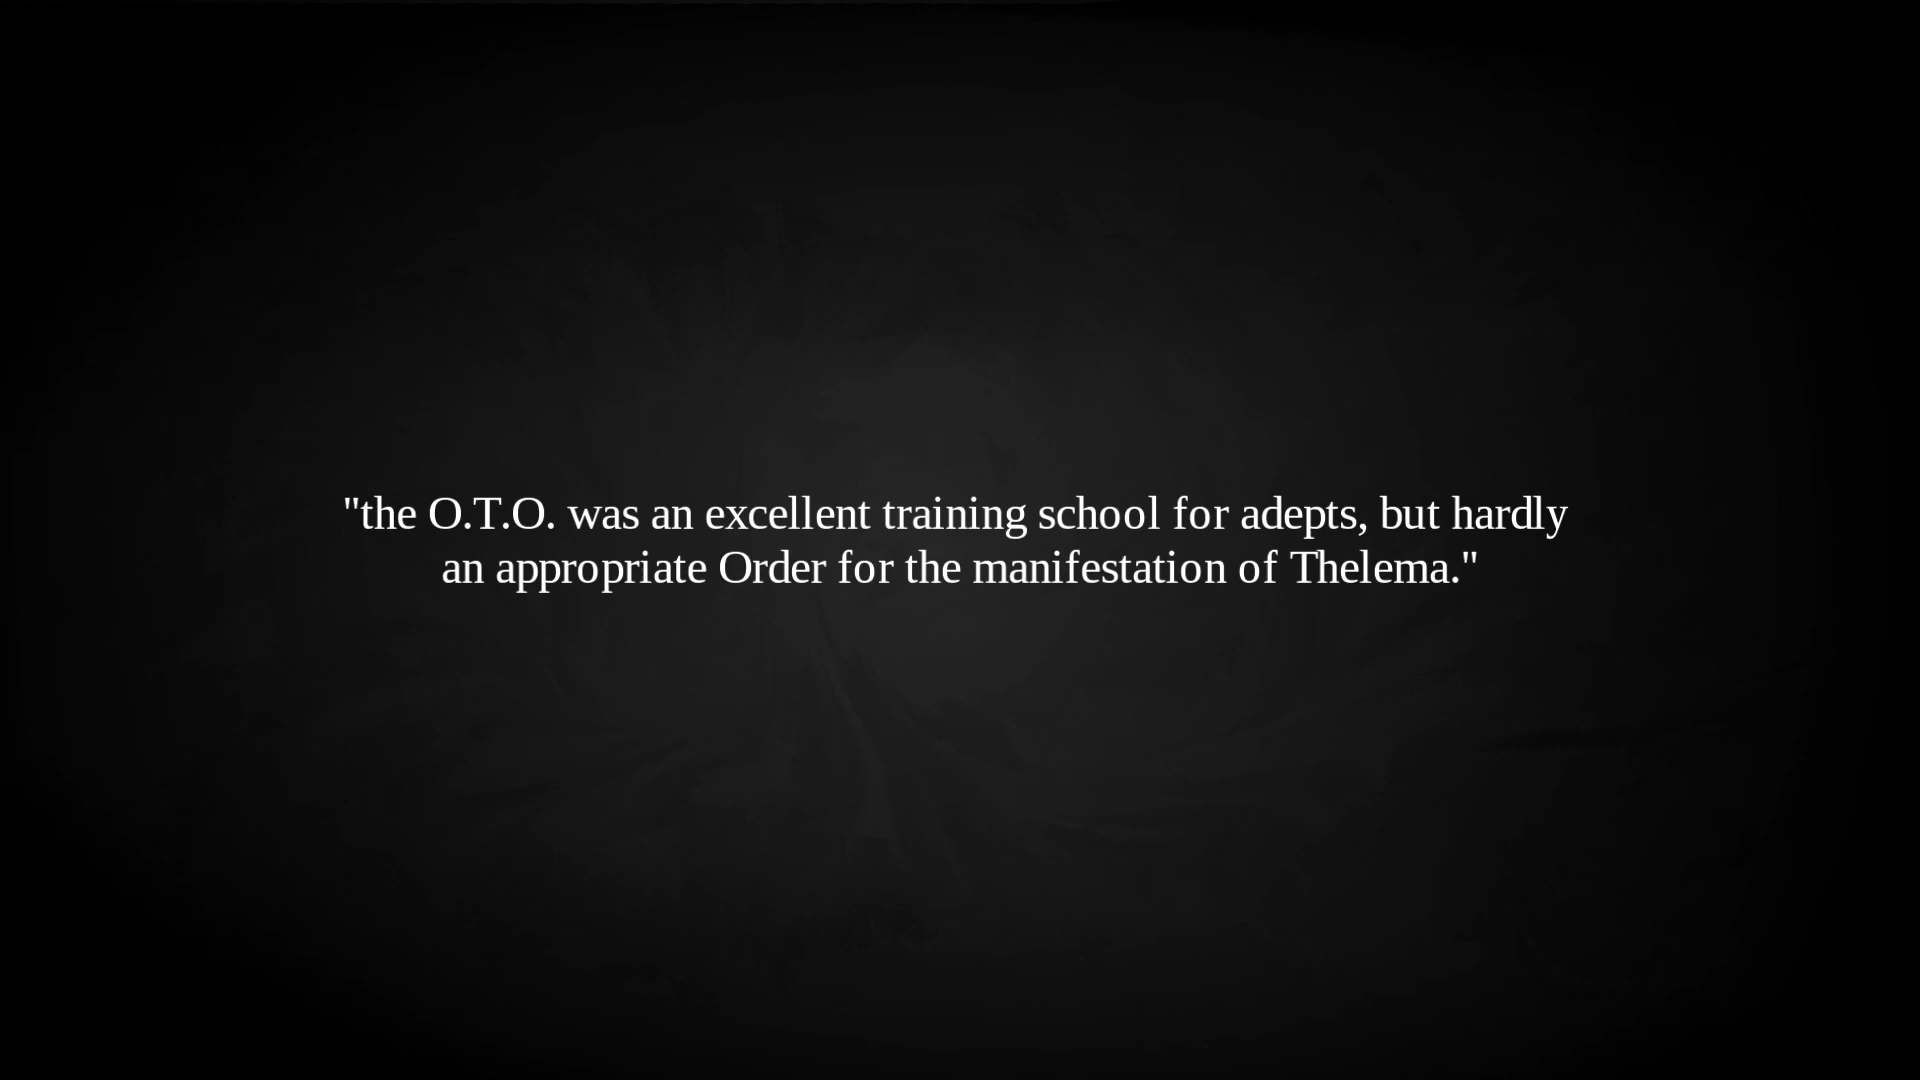 "the O.T.O. was an excellent training school for adepts, but hardly
an appropriate Order for the manifestation of Thelema."